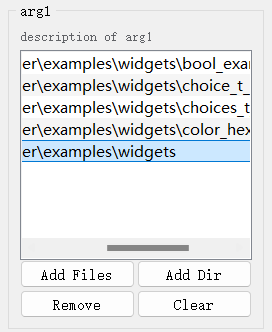 arg1
description of arg1
er\examples\widgets\bool_exa
er\examples\widgets\choice_t_
er\examples\widgets\choices_t
er\examples\widgets\color_hex
er\examples\widgets
Add Files
Add Dir
Remove
Clear